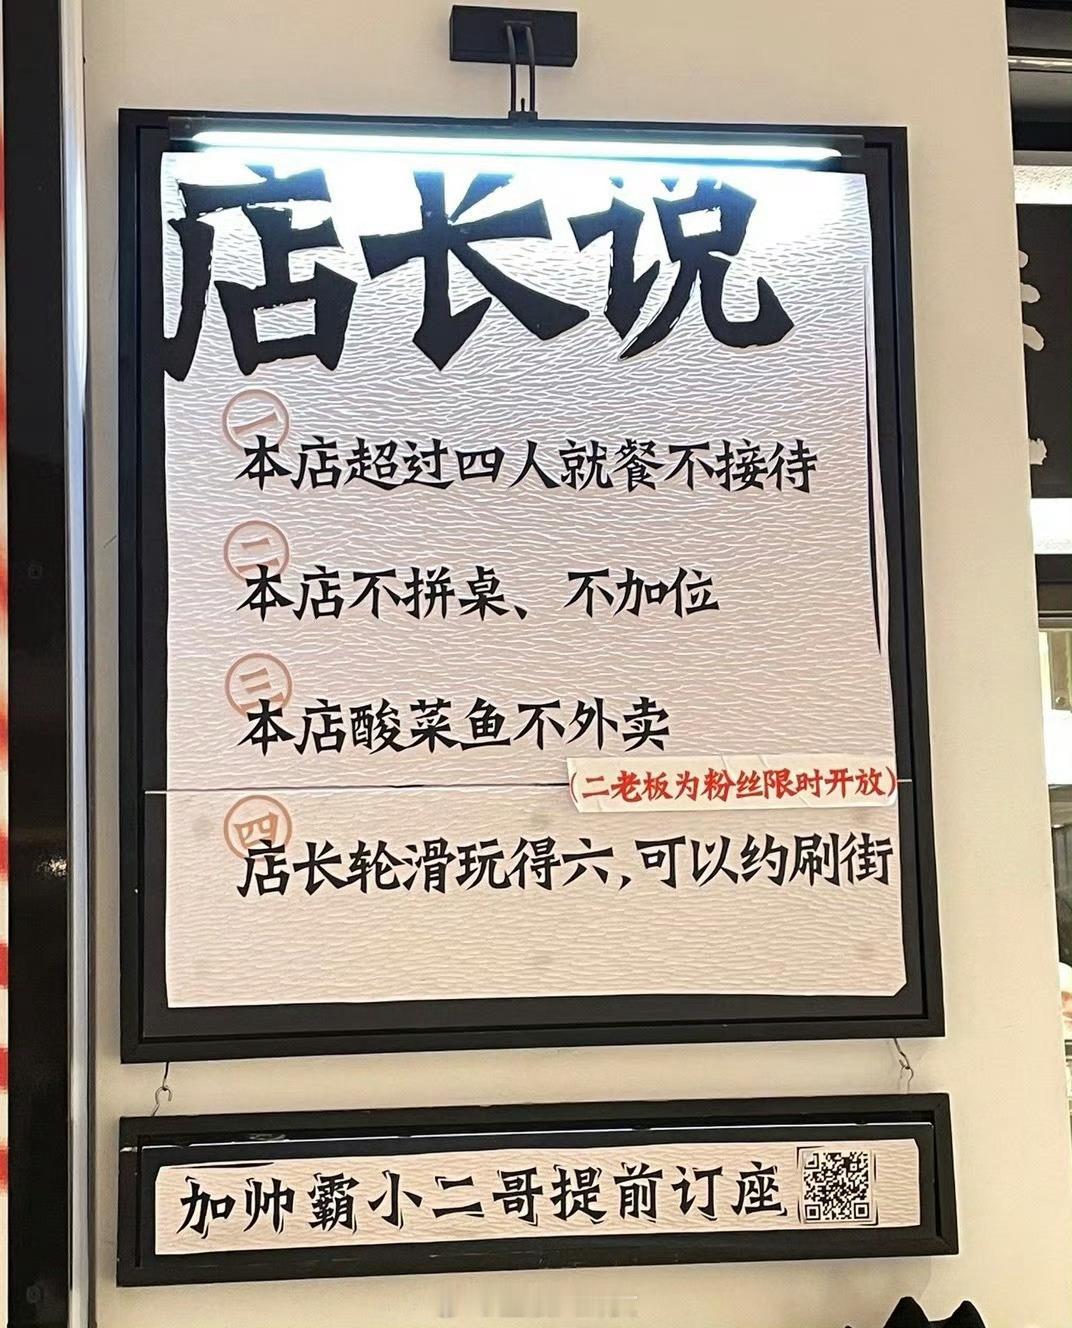 店长说
一
本店超过四人就餐不接待
二
本店不拼桌、不加位
三
本店酸菜鱼不外卖
(二老板为粉丝限时开放)
四
店长轮滑玩得六,可以约刷街
加帅霸小二哥提前订座